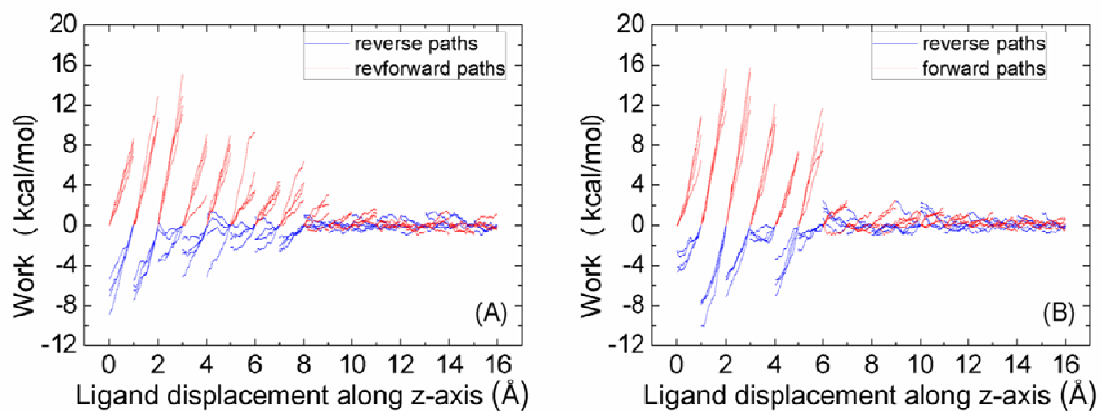 20
16
12
8
4
0
-4
-8
-12
Work (kcal/mol)
reverse paths
revforward paths
(A)
0 2 4 6 8 10 12 14 16
Ligand displacement along z-axis (Å)
20
16
12
8
4
0
-4
-8
-12
Work (kcal/mol)
reverse paths
forward paths
(B)
0 2 4 6 8 10 12 14 16
Ligand displacement along z-axis (Å)